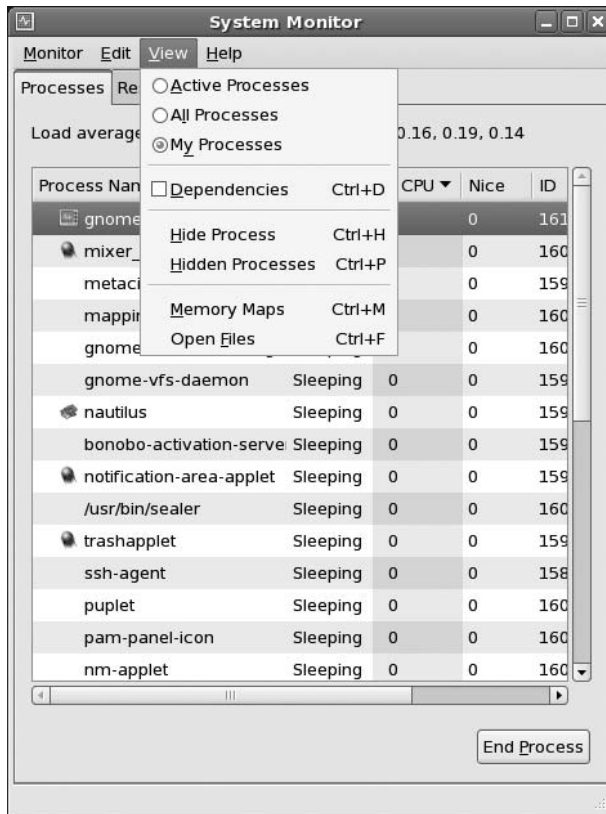 System Monitor
Monitor Edit View Help
Processes Re
Active Processes
All Processes
My Processes
Dependencies Ctrl+D
Hide Process Ctrl+H
Hidden Processes Ctrl+P
Memory Maps Ctrl+M
Open Files Ctrl+F
Load average 0.16, 0.19, 0.14
Process Nan CPU Nice ID
gnome 0 161
mixer_ 0 160
metaci 0 159
mappin 0 160
gnome 0 160
gnome-vfs-daemon Sleeping 0 0 159
nautilus Sleeping 0 0 159
bonobo-activation-server Sleeping 0 0 159
notification-area-applet Sleeping 0 0 159
/usr/bin/sealer Sleeping 0 0 160
trashapplet Sleeping 0 0 159
ssh-agent Sleeping 0 0 158
puplet Sleeping 0 0 160
pam-panel-icon Sleeping 0 0 160
nm-applet Sleeping 0 0 160
End Process